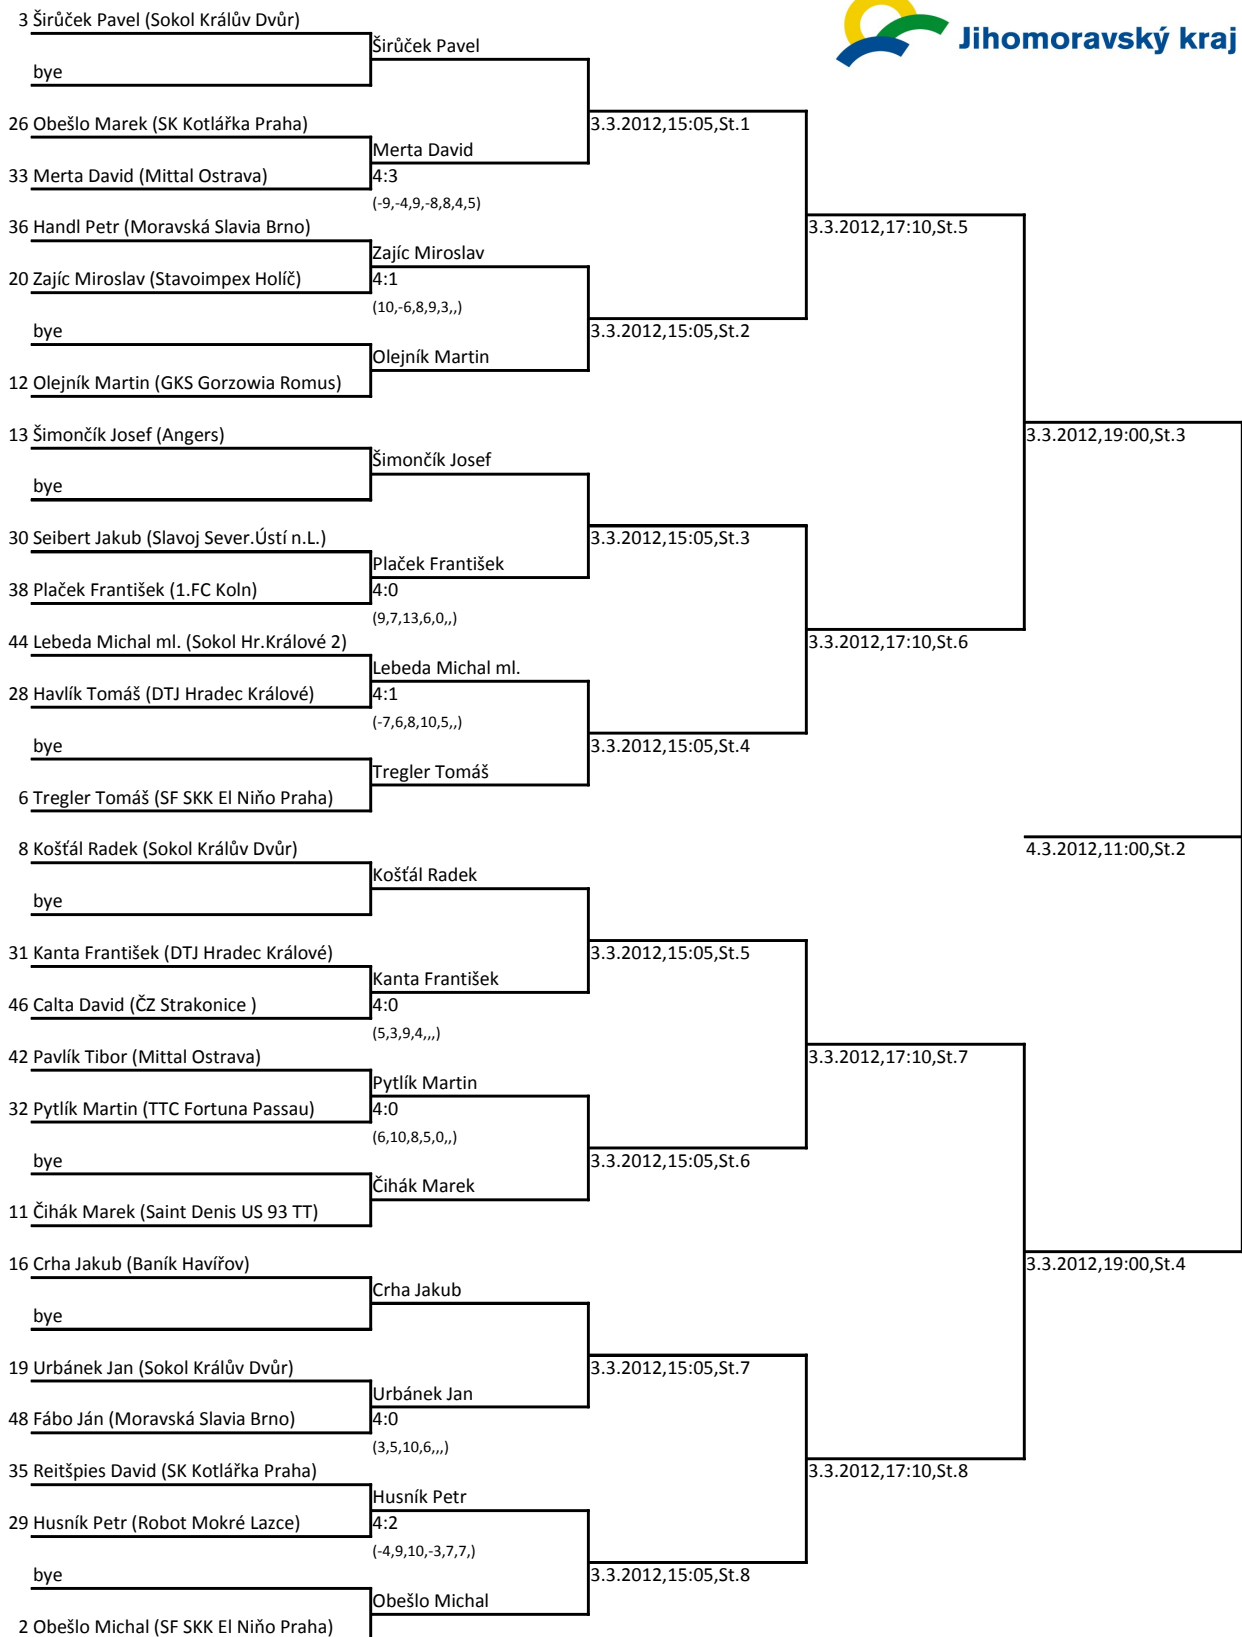 Jihomoravský kraj
3 Širůček Pavel (Sokol Králův Dvůr)
Širůček Pavel
bye
3.3.2012,15:05,St.1
26 Obešlo Marek (SK Kotlářka Praha)
Merta David
33 Merta David (Mittal Ostrava)
4:3
(-9,-4,9,-8,8,4,5)
3.3.2012,17:10,St.5
36 Handl Petr (Moravská Slavia Brno)
Zajíc Miroslav
20 Zajíc Miroslav (Stavoimpex Holíč)
4:1
(10,-6,8,9,3,,)
3.3.2012,15:05,St.2
bye
Olejník Martin
12 Olejník Martin (GKS Gorzowia Romus)
3.3.2012,19:00,St.3
13 Šimončík Josef (Angers)
Šimončík Josef
bye
3.3.2012,15:05,St.3
30 Seibert Jakub (Slavoj Sever.Ústí n.L.)
Plaček František
38 Plaček František (1.FC Koln)
4:0
(9,7,13,6,0,,)
3.3.2012,17:10,St.6
44 Lebeda Michal ml. (Sokol Hr.Králové 2)
Lebeda Michal ml.
28 Havlík Tomáš (DTJ Hradec Králové)
4:1
(-7,6,8,10,5,,)
3.3.2012,15:05,St.4
bye
Tregler Tomáš
6 Tregler Tomáš (SF SKK El Niňo Praha)
4.3.2012,11:00,St.2
8 Košťál Radek (Sokol Králův Dvůr)
Košťál Radek
bye
3.3.2012,15:05,St.5
31 Kanta František (DTJ Hradec Králové)
Kanta František
46 Calta David (ČZ Strakonice )
4:0
(5,3,9,4,,,)
3.3.2012,17:10,St.7
42 Pavlík Tibor (Mittal Ostrava)
Pytlík Martin
32 Pytlík Martin (TTC Fortuna Passau)
4:0
(6,10,8,5,0,,)
3.3.2012,15:05,St.6
bye
Čihák Marek
11 Čihák Marek (Saint Denis US 93 TT)
3.3.2012,19:00,St.4
16 Crha Jakub (Baník Havířov)
Crha Jakub
bye
3.3.2012,15:05,St.7
19 Urbánek Jan (Sokol Králův Dvůr)
Urbánek Jan
48 Fábo Ján (Moravská Slavia Brno)
4:0
(3,5,10,6,,,)
3.3.2012,17:10,St.8
35 Reitšpies David (SK Kotlářka Praha)
Husník Petr
29 Husník Petr (Robot Mokré Lazce)
4:2
(-4,9,10,-3,7,7,)
3.3.2012,15:05,St.8
bye
Obešlo Michal
2 Obešlo Michal (SF SKK El Niňo Praha)